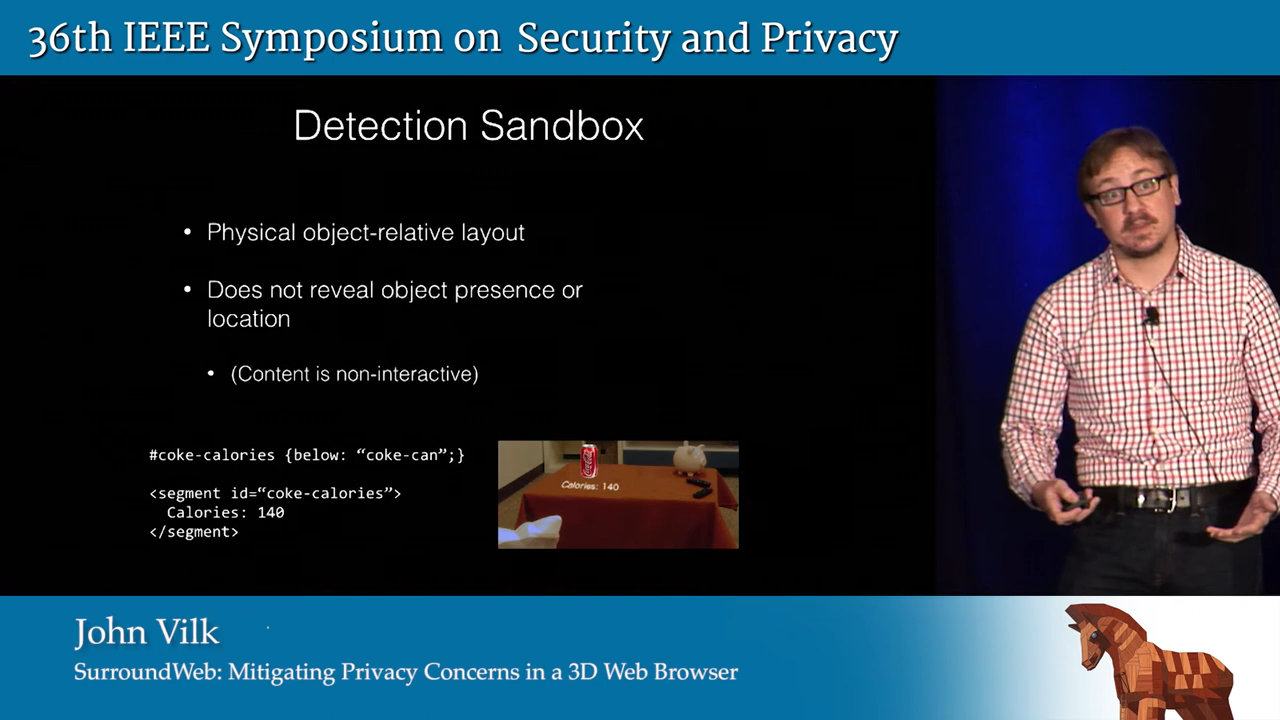 36th IEEE Symposium on Security and Privacy
Detection Sandbox
• Physical object-relative layout
• Does not reveal object presence or
location
• (Content is non-interactive)
#coke-calories {below: “coke-can”;}
<segment id=“coke-calories”>
Calories: 140
</segment>
Calories: 140
John Vilk
SurroundWeb: Mitigating Privacy Concerns in a 3D Web Browser